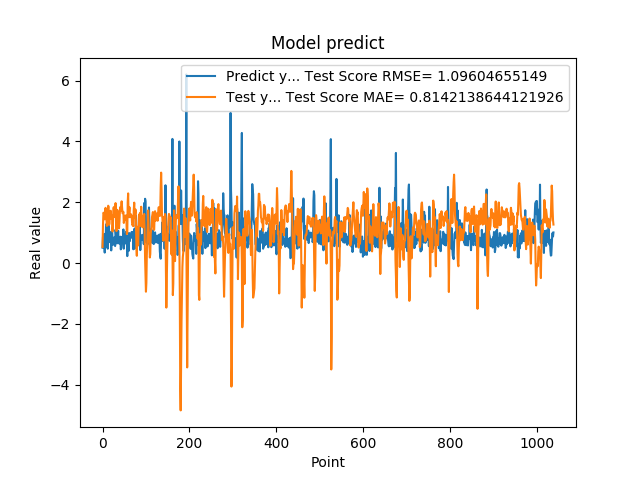 Model predict
Predict y... Test Score RMSE= 1.09604655149
Test y... Test Score MAE= 0.8142138644121926
Real value
6
4
2
0
−2
−4
0 200 400 600 800 1000
Point